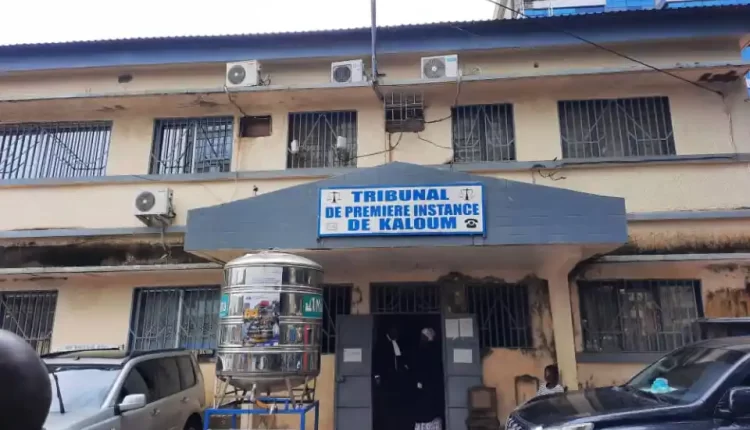 TRIBUNAL
DE PREMIERE INSTANCE
DE KALOUM